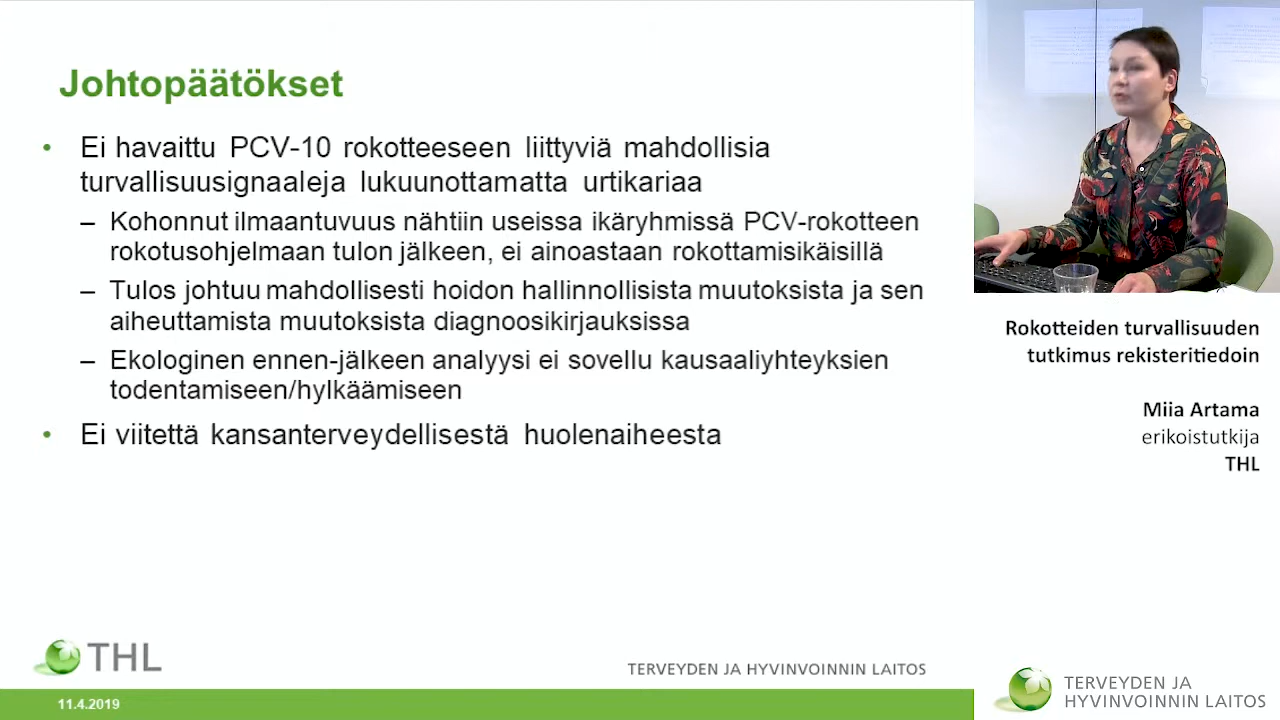 Johtopäätökset
• Ei havaittu PCV-10 rokotteeseen liittyviä mahdollisia
turvallisuusignaaleja lukuunottamatta urtikariaa
– Kohonnut ilmaantuvuus nähtiin useissa ikäryhmissä PCV-rokotteen
rokotusohjelmaan tulon jälkeen, ei ainoastaan rokottamisikäisillä
– Tulos johtuu mahdollisesti hoidon hallinnollisista muutoksista ja sen
aiheuttamista muutoksista diagnoosikirjauksissa
– Ekologinen ennen-jälkeen analyysi ei sovellu kausaaliyhteyksien
todentamiseen/hylkäämiseen
• Ei viitettä kansanterveydellisestä huolenaiheesta
THL
TERVEYDEN JA HYVINVOINNIN LAITOS
11.4.2019
Rokotteiden turvallisuuden
tutkimus rekisteritiedoin
Miia Artama
erikoistutkija
THL
TERVEYDEN JA
HYVINVOINNIN LAITOS